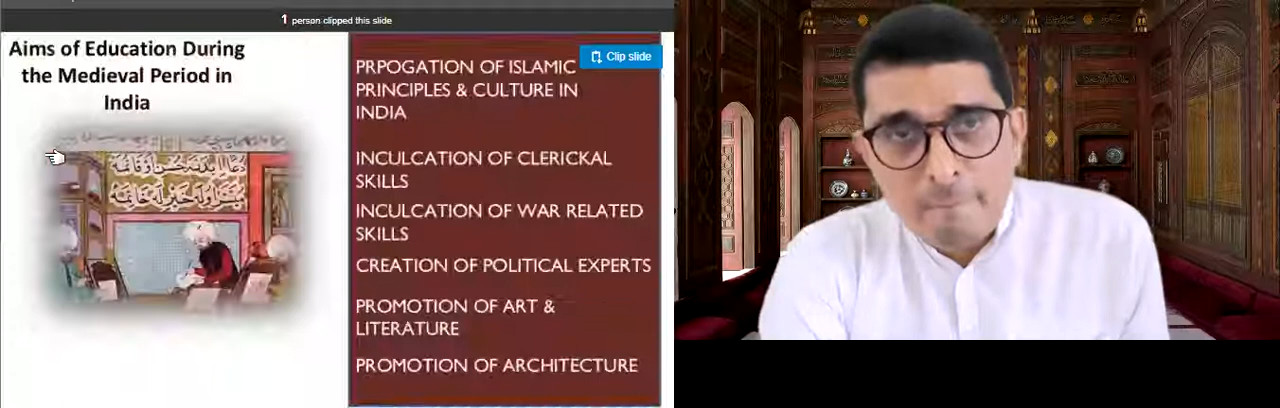 1 person clipped this slide
Aims of Education During
the Medieval Period in
India
Clip slide
PRPOGATION OF ISLAMIC
PRINCIPLES & CULTURE IN
INDIA
INCULCATION OF CLERICKAL
SKILLS
INCULCATION OF WAR RELATED
SKILLS
CREATION OF POLITICAL EXPERTS
PROMOTION OF ART &
LITERATURE
PROMOTION OF ARCHITECTURE